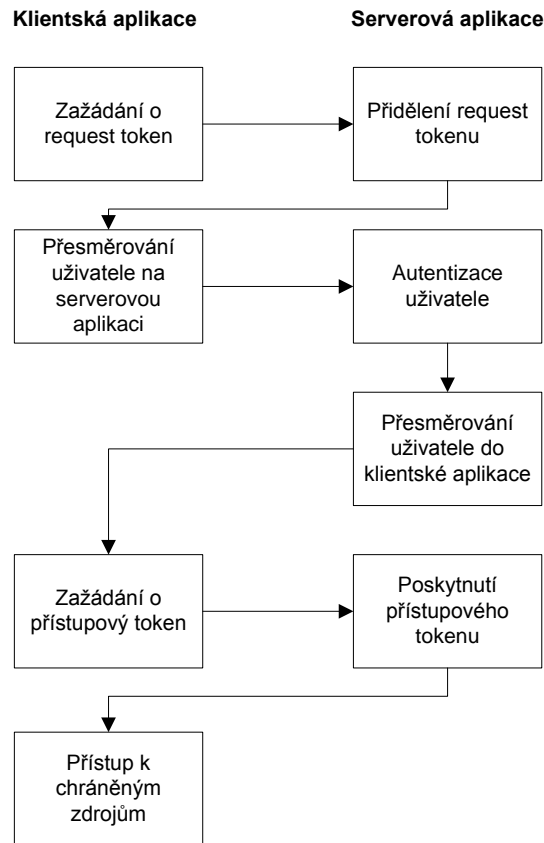 Klientská aplikace
Serverová aplikace
Zažádání o
request token
Přidělení request
tokenu
Přesměrování
uživatele na
serverovou
aplikaci
Autentizace
uživatele
Přesměrování
uživatele do
klientské aplikace
Zažádání o
přístupový token
Poskytnutí
přístupového
tokenu
Přístup k
chráněným
zdrojům